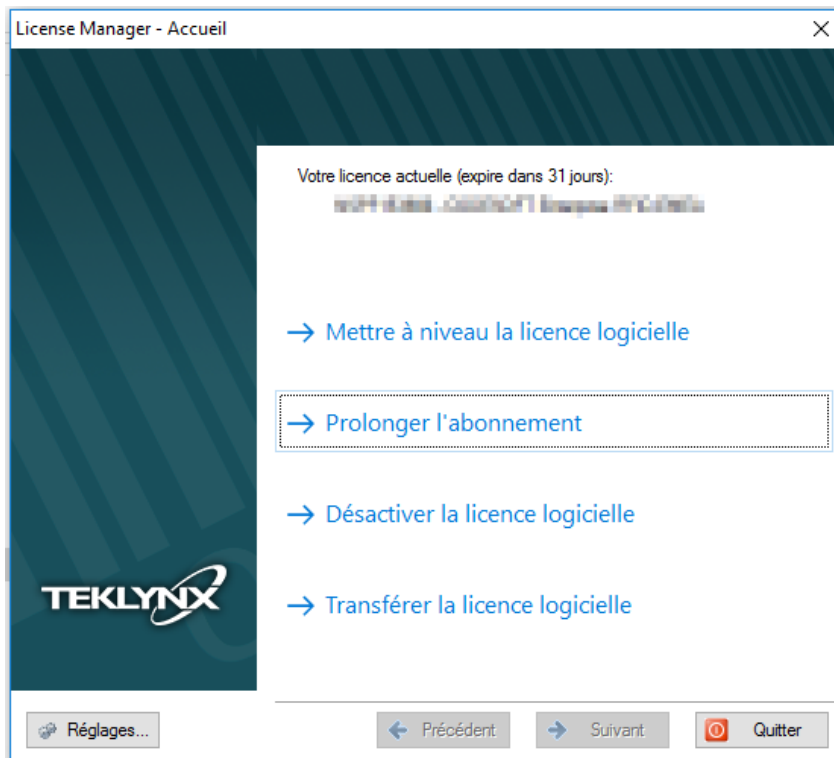 License Manager - Accueil
Votre licence actuelle (expire dans 31 jours):
→ Mettre à niveau la licence logicielle
→ Prolonger l'abonnement
→ Désactiver la licence logicielle
→ Transférer la licence logicielle
TEKLYNX
Réglages...
Précédent
Suivant
Quitter